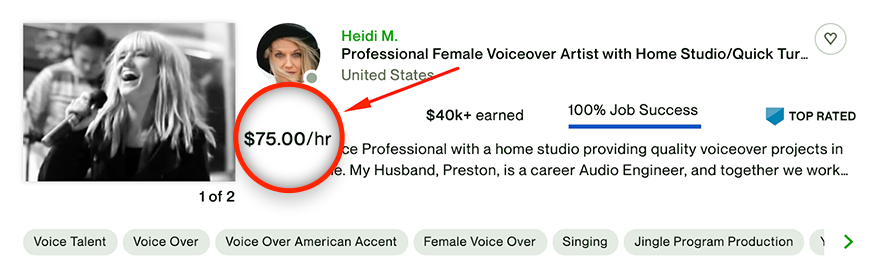 Heidi M.
Professional Female Voiceover Artist with Home Studio/Quick Tur...
United States
$75.00/hr
$40k+ earned
100% Job Success
TOP RATED
ce Professional with a home studio providing quality voiceover projects in
e. My Husband, Preston, is a career Audio Engineer, and together we work...
1 of 2
Voice Talent
Voice Over
Voice Over American Accent
Female Voice Over
Singing
Jingle Program Production